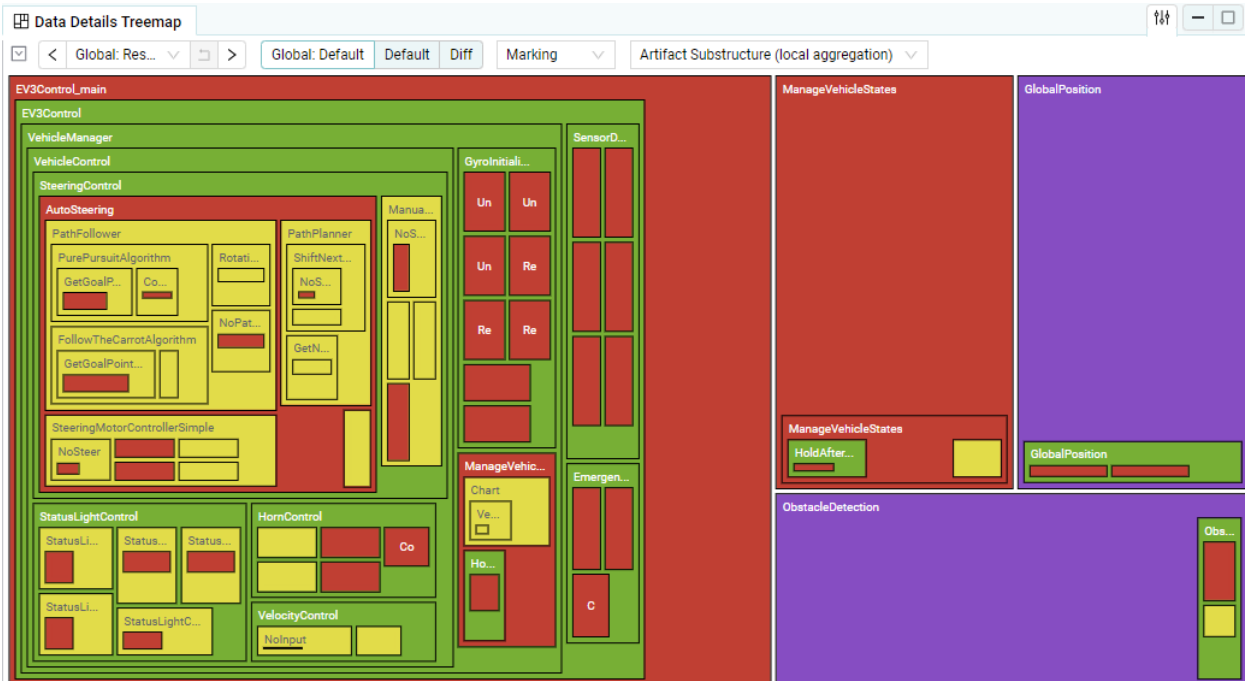 Data Details Treemap
Global: Res... Global: Default Default Diff Marking Artifact Substructure (local aggregation)
EV3Control_main
EV3Control
VehicleManager
VehicleControl
SteeringControl
AutoSteering
PathFollower
PurePursuitAlgorithm
GetGoalP...
Co...
Rotati...
FollowTheCarrotAlgorithm
GetGoalPoint...
NoPat...
PathPlanner
ShiftNext...
NoS...
GetN...
SteeringMotorControllerSimple
NoSteer
Manua...
NoS...
StatusLightControl
StatusLi...
Status...
Status...
StatusLi...
StatusLightC...
HornControl
Co
VelocityControl
NoInput
GyroInitiali...
Un
Un
Un
Re
Re
Re
ManageVehic...
Chart
Ve...
Ho...
SensorD...
Emergen...
C
ManageVehicleStates
ManageVehicleStates
HoldAfter...
GlobalPosition
GlobalPosition
ObstacleDetection
Obs...